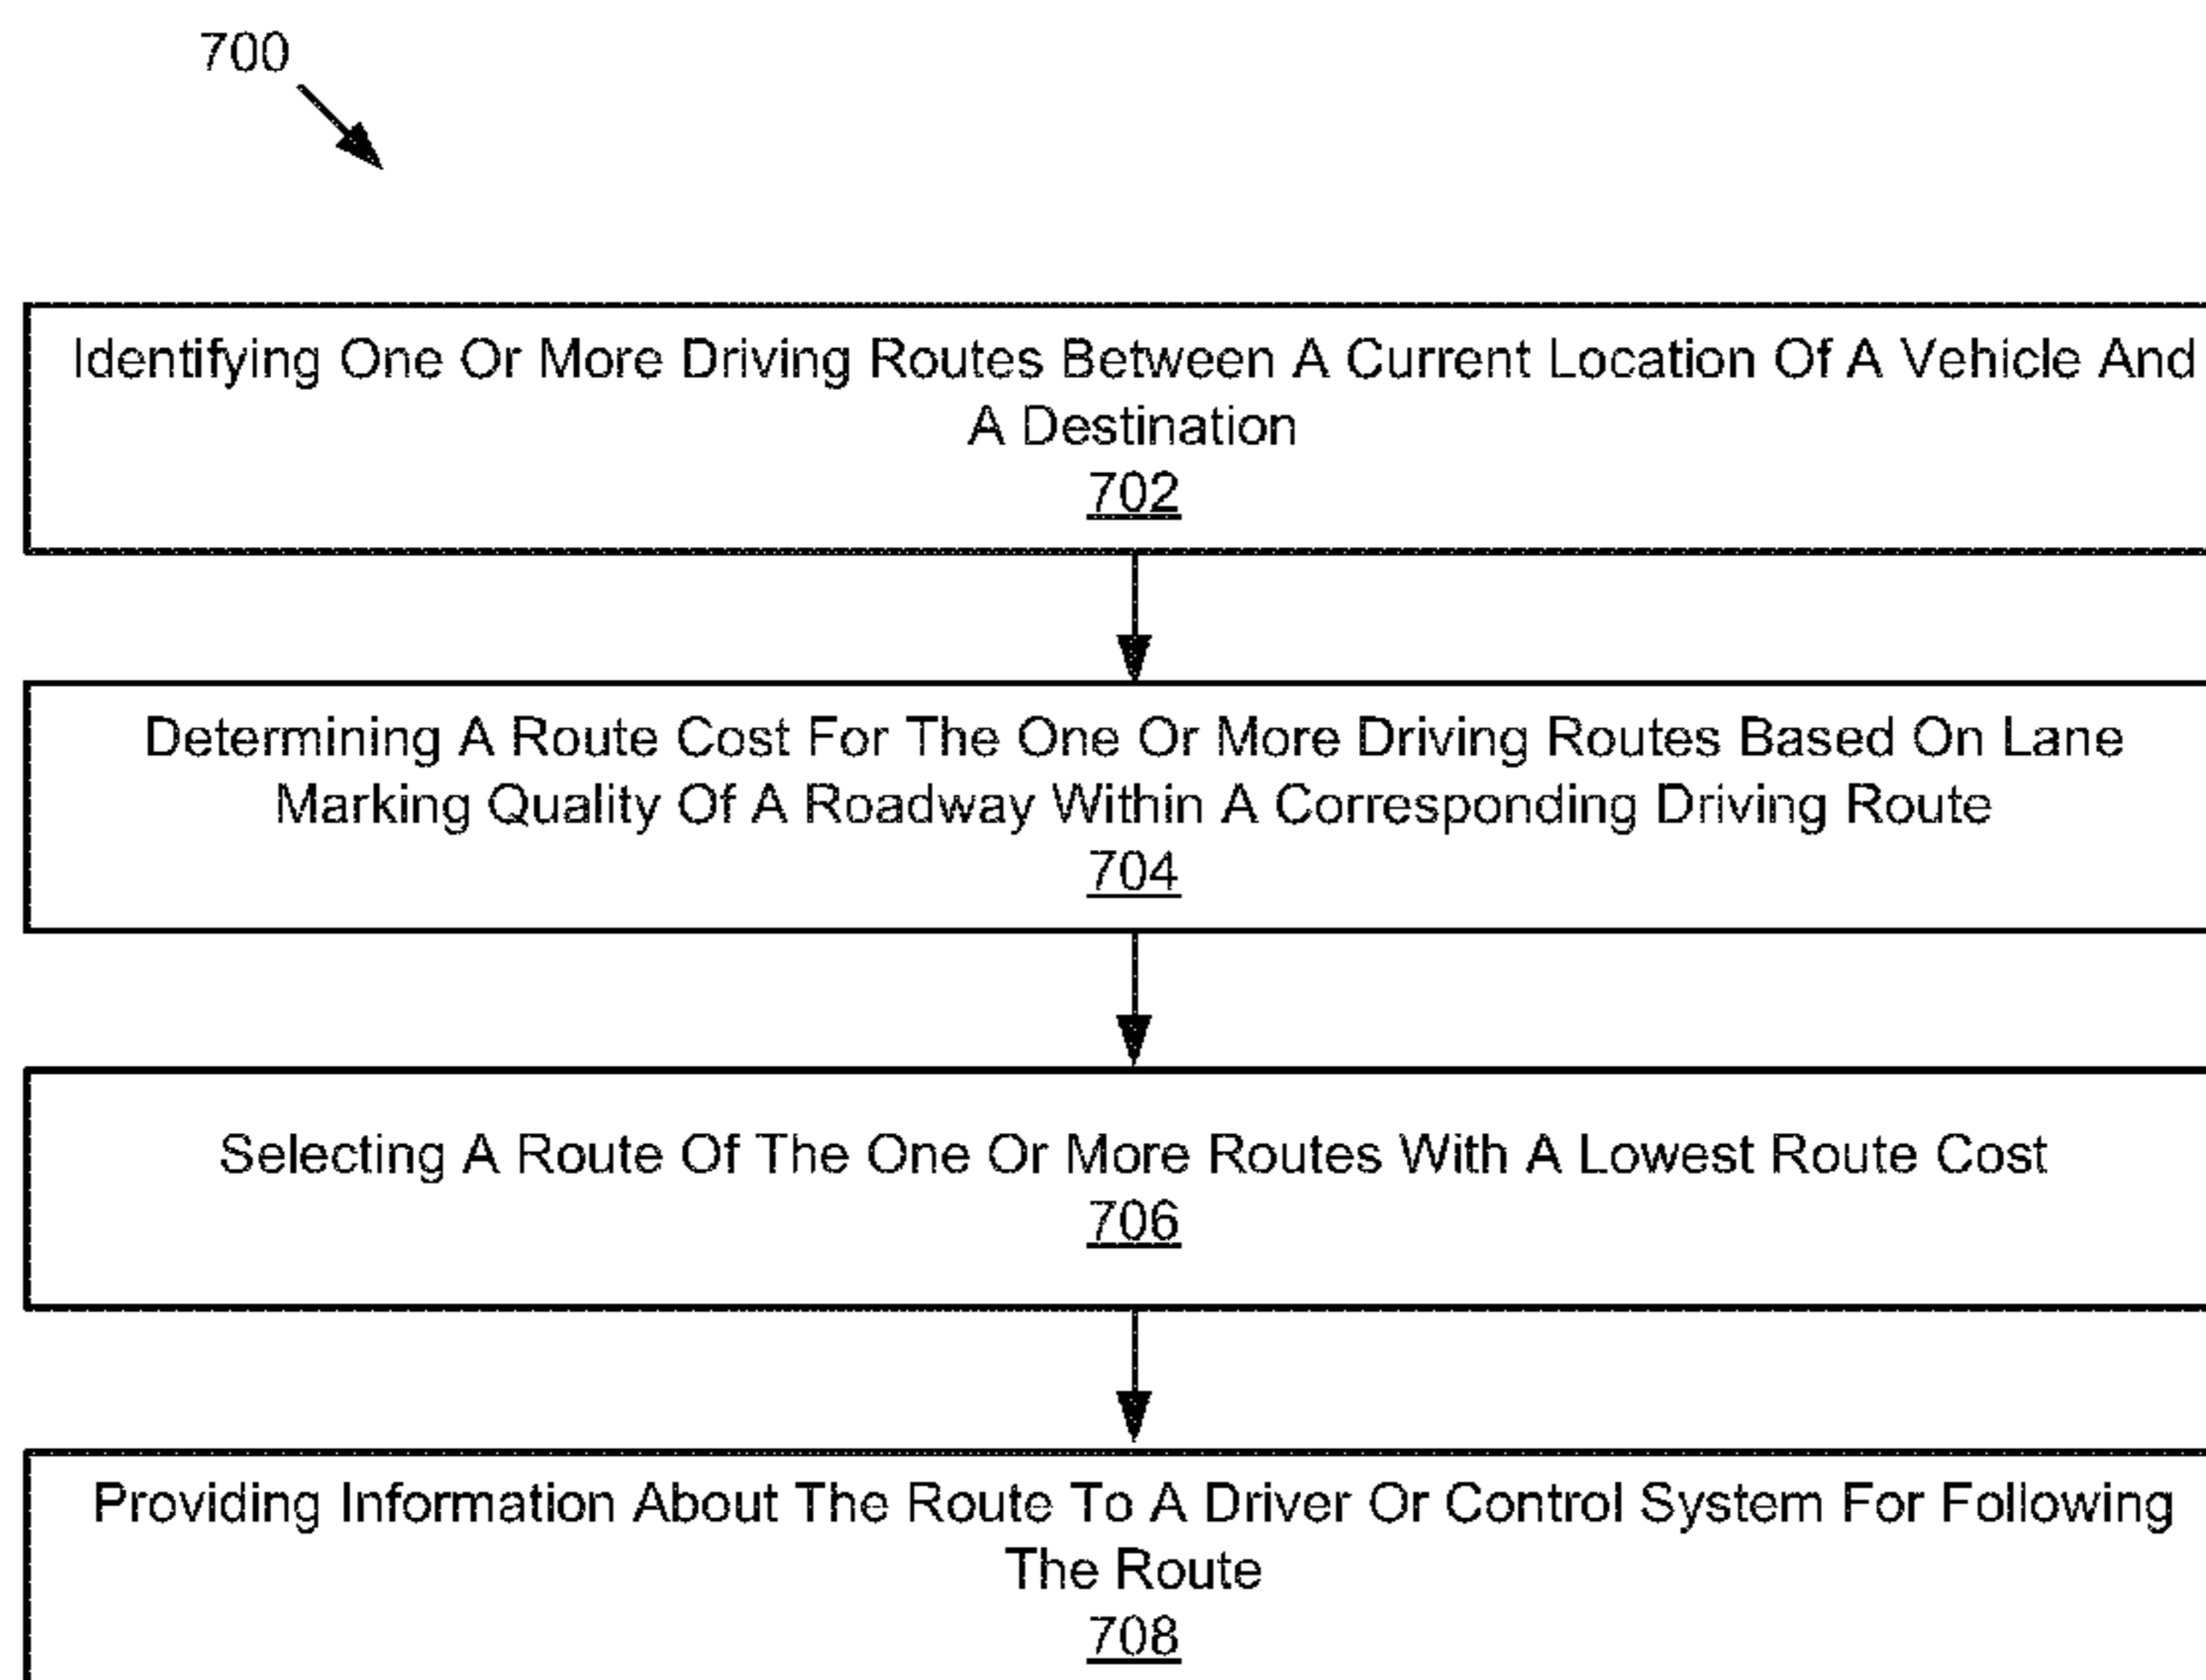 700
Identifying One Or More Driving Routes Between A Current Location Of A Vehicle And
A Destination
702
Determining A Route Cost For The One Or More Driving Routes Based On Lane
Marking Quality Of A Roadway Within A Corresponding Driving Route
704
Selecting A Route Of The One Or More Routes With A Lowest Route Cost
706
Providing Information About The Route To A Driver Or Control System For Following
The Route
708